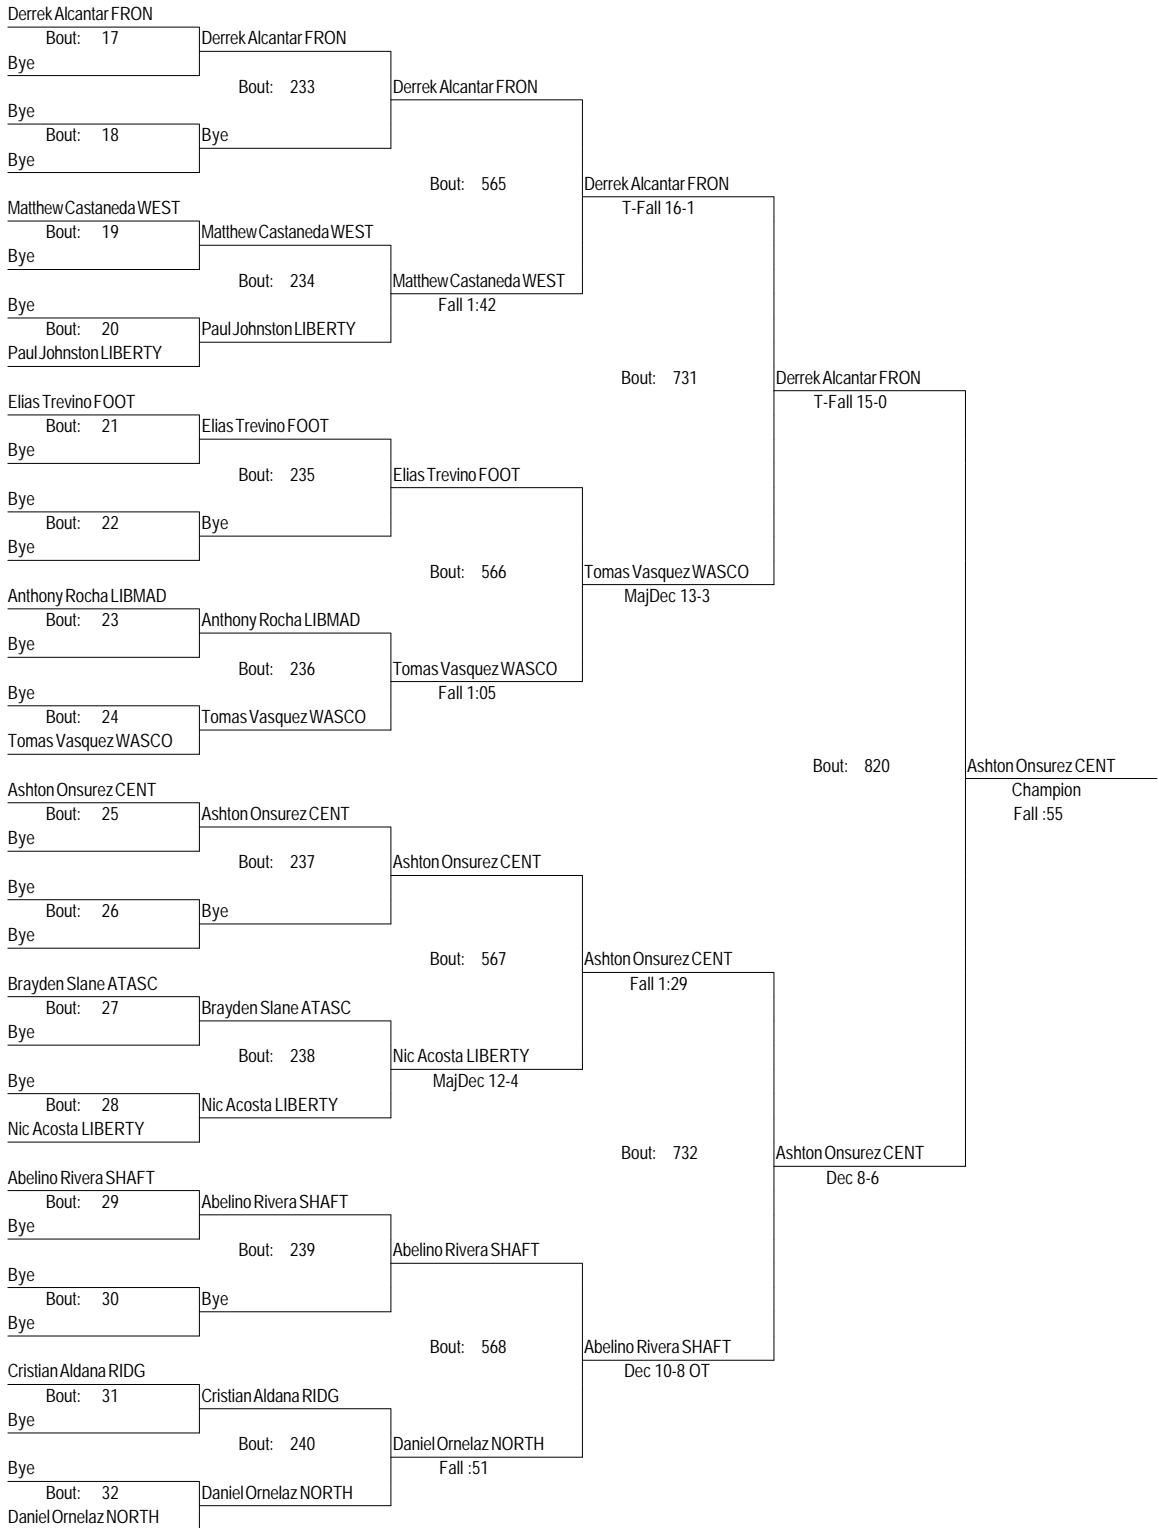 Derrek Alcantar FRON
Bout: 17 Derrek Alcantar FRON
Bye
Bout: 233 Derrek Alcantar FRON
Bye
Bout: 18 Bye
Bye
Bout: 565 Derrek Alcantar FRON
T-Fall 16-1
Matthew Castaneda WEST
Bout: 19 Matthew Castaneda WEST
Bye
Bout: 234 Matthew Castaneda WEST
Fall 1:42
Bye
Bout: 20 Paul Johnston LIBERTY
Paul Johnston LIBERTY
Bout: 731 Derrek Alcantar FRON
T-Fall 15-0
Elias Trevino FOOT
Bout: 21 Elias Trevino FOOT
Bye
Bout: 235 Elias Trevino FOOT
Bye
Bout: 22 Bye
Bye
Bout: 566 Tomas Vasquez WASCO
MajDec 13-3
Anthony Rocha LIBMAD
Bout: 23 Anthony Rocha LIBMAD
Bye
Bout: 236 Tomas Vasquez WASCO
Fall 1:05
Bye
Bout: 24 Tomas Vasquez WASCO
Tomas Vasquez WASCO
Bout: 820 Ashton Onsurez CENT
Champion
Fall :55
Ashton Onsurez CENT
Bout: 25 Ashton Onsurez CENT
Bye
Bout: 237 Ashton Onsurez CENT
Bye
Bout: 26 Bye
Bye
Bout: 567 Ashton Onsurez CENT
Fall 1:29
Brayden Slane ATASC
Bout: 27 Brayden Slane ATASC
Bye
Bout: 238 Nic Acosta LIBERTY
MajDec 12-4
Bye
Bout: 28 Nic Acosta LIBERTY
Nic Acosta LIBERTY
Bout: 732 Ashton Onsurez CENT
Dec 8-6
Abelino Rivera SHAFT
Bout: 29 Abelino Rivera SHAFT
Bye
Bout: 239 Abelino Rivera SHAFT
Bye
Bout: 30 Bye
Bye
Bout: 568 Abelino Rivera SHAFT
Dec 10-8 OT
Cristian Aldana RIDG
Bout: 31 Cristian Aldana RIDG
Bye
Bout: 240 Daniel Ornelaz NORTH
Fall :51
Bye
Bout: 32 Daniel Ornelaz NORTH
Daniel Ornelaz NORTH